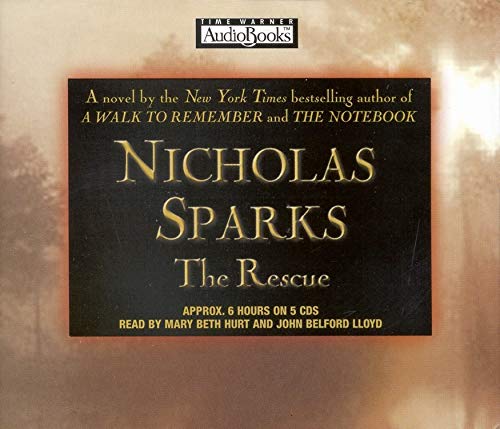 TIME WARNER
AudioBooks™
A novel by the New York Times bestselling author of
A WALK TO REMEMBER and THE NOTEBOOK
NICHOLAS
SPARKS
The Rescue
APPROX. 6 HOURS ON 5 CDS
READ BY MARY BETH HURT AND JOHN BELFORD LLOYD